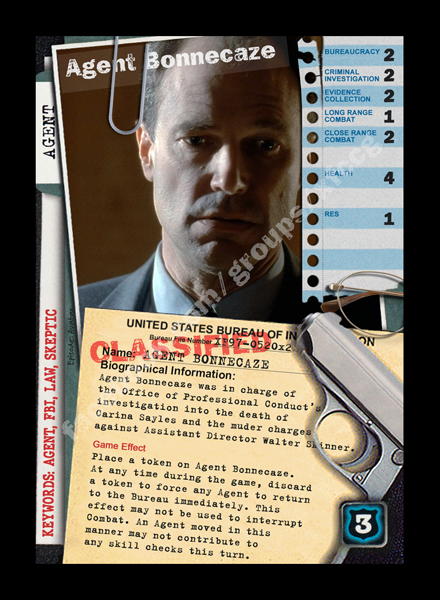 Agent Bonnecaze
AGENT
BUREAUCRACY 2
CRIMINAL
INVESTIGATION 2
EVIDENCE
COLLECTION 2
LONG RANGE
COMBAT 1
CLOSE RANGE
COMBAT 2
HEALTH 4
RES 1
UNITED STATES BUREAU OF IN ION
Bureau File Number X#97-0520x2
CLASSIFIED
Name: AGENT BONNECAZE
Biographical Information:
Agent Bonnecaze was in charge of
the Office of Professional Conduct's
investigation into the death of
Carina Sayles and the muder charges
against Assistant Director Walter Skinner.
Game Effect
Place a token on Agent Bonnecase.
At any time during the game, discard
a token to force any Agent to return
to the Bureau immediately. This
effect may not be used to interrupt
Combat. An Agent moved in this
manner may not contribute to
any skill checks this turn.
3
KEYWORDS: AGENT, FBI, LAW, SKEPTIC